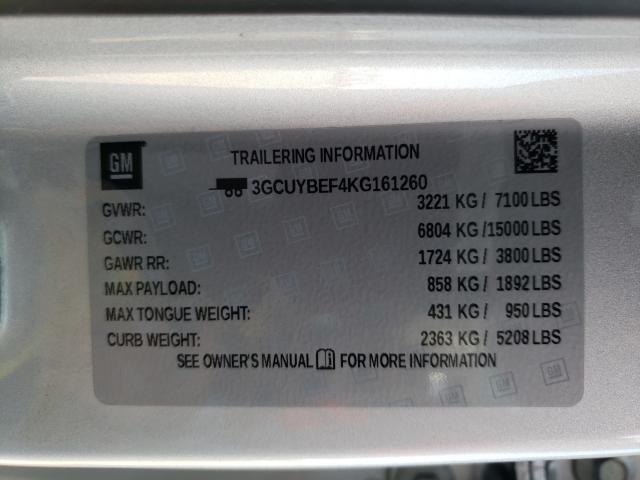 GM
TRAILERING INFORMATION
3GCUYBEF4KG161260
GVWR: 3221 KG / 7100 LBS
GCWR: 6804 KG /15000 LBS
GAWR RR: 1724 KG / 3800 LBS
MAX PAYLOAD: 858 KG / 1892 LBS
MAX TONGUE WEIGHT: 431 KG / 950 LBS
CURB WEIGHT: 2363 KG / 5208 LBS
SEE OWNER'S MANUAL FOR MORE INFORMATION